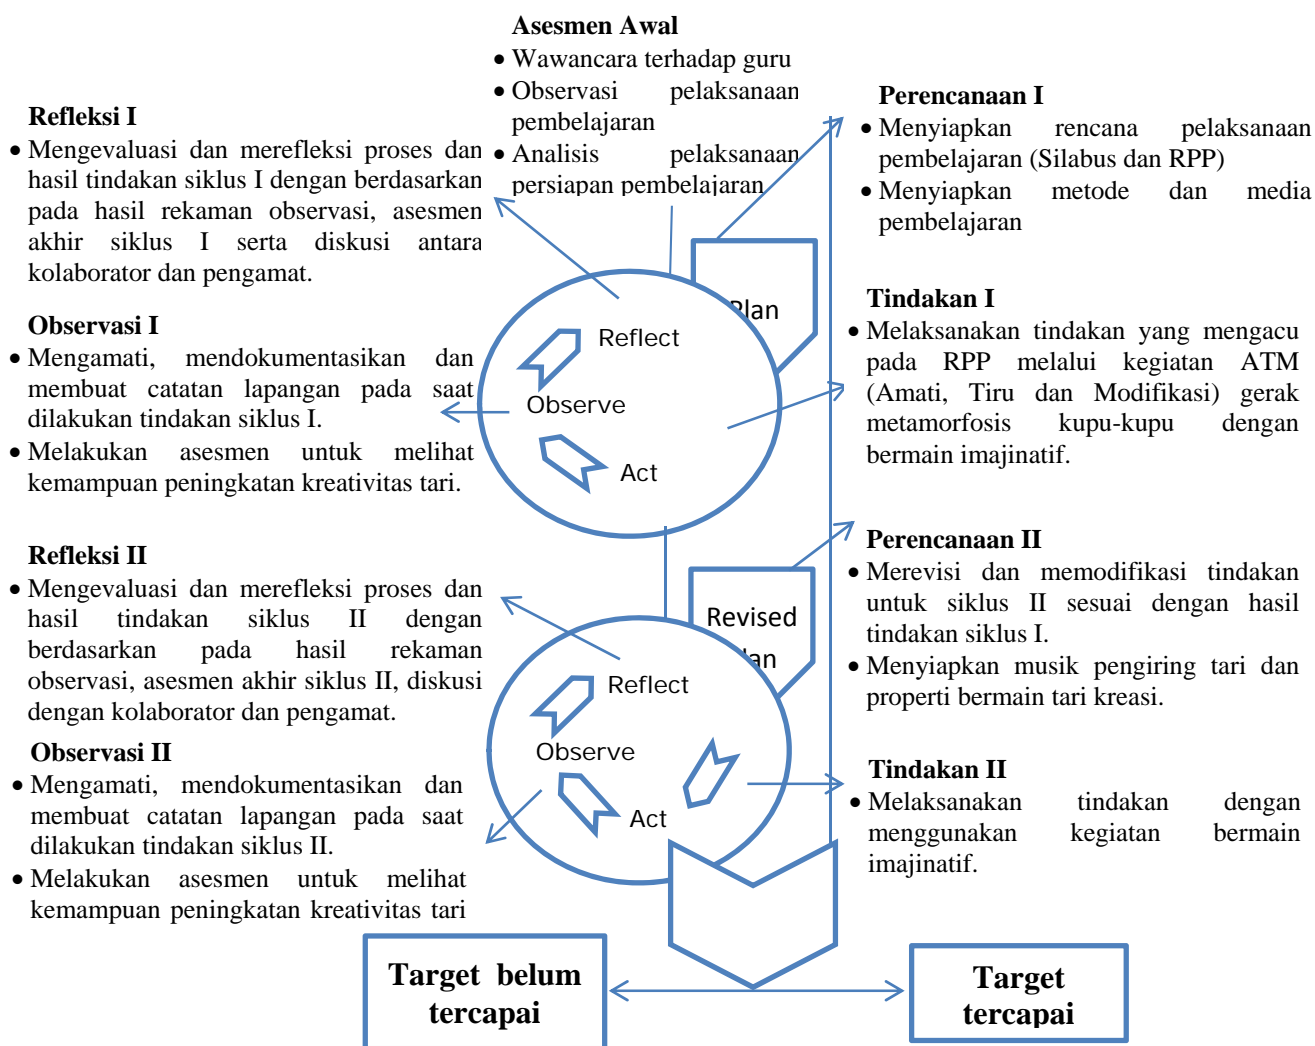 Asesmen Awal
• Wawancara terhadap guru
• Observasi pelaksanaan
pembelajaran
• Analisis pelaksanaan
persiapan pembelajaran
Refleksi I
• Mengevaluasi dan merefleksi proses dan
hasil tindakan siklus I dengan berdasarkan
pada hasil rekaman observasi, asesmen
akhir siklus I serta diskusi antara
kolaborator dan pengamat.
Observasi I
• Mengamati, mendokumentasikan dan
membuat catatan lapangan pada saat
dilakukan tindakan siklus I.
• Melakukan asesmen untuk melihat
kemampuan peningkatan kreativitas tari.
Plan
Reflect
Observe
Act
Perencanaan I
• Menyiapkan rencana pelaksanaan
pembelajaran (Silabus dan RPP)
• Menyiapkan metode dan media
pembelajaran
Tindakan I
• Melaksanakan tindakan yang mengacu
pada RPP melalui kegiatan ATM
(Amati, Tiru dan Modifikasi) gerak
metamorfosis kupu-kupu dengan
bermain imajinatif.
Refleksi II
• Mengevaluasi dan merefleksi proses dan
hasil tindakan siklus II dengan
berdasarkan pada hasil rekaman
observasi, asesmen akhir siklus II, diskusi
dengan kolaborator dan pengamat.
Observasi II
• Mengamati, mendokumentasikan dan
membuat catatan lapangan pada saat
dilakukan tindakan siklus II.
• Melakukan asesmen untuk melihat
kemampuan peningkatan kreativitas tari
Revised
Plan
Reflect
Observe
Act
Perencanaan II
• Merevisi dan memodifikasi tindakan
untuk siklus II sesuai dengan hasil
tindakan siklus I.
• Menyiapkan musik pengiring tari dan
properti bermain tari kreasi.
Tindakan II
• Melaksanakan tindakan dengan
menggunakan kegiatan bermain
imajinatif.
Target belum
tercapai
Target
tercapai